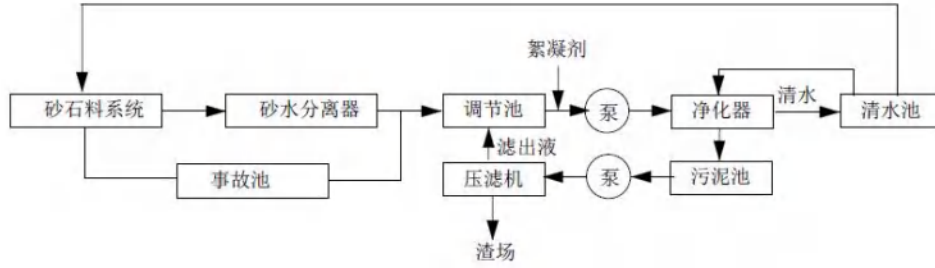 絮凝剂
砂石料系统
砂水分离器
调节池
泵
净化器
清水
清水池
滤出液
事故池
压滤机
泵
污泥池
渣场